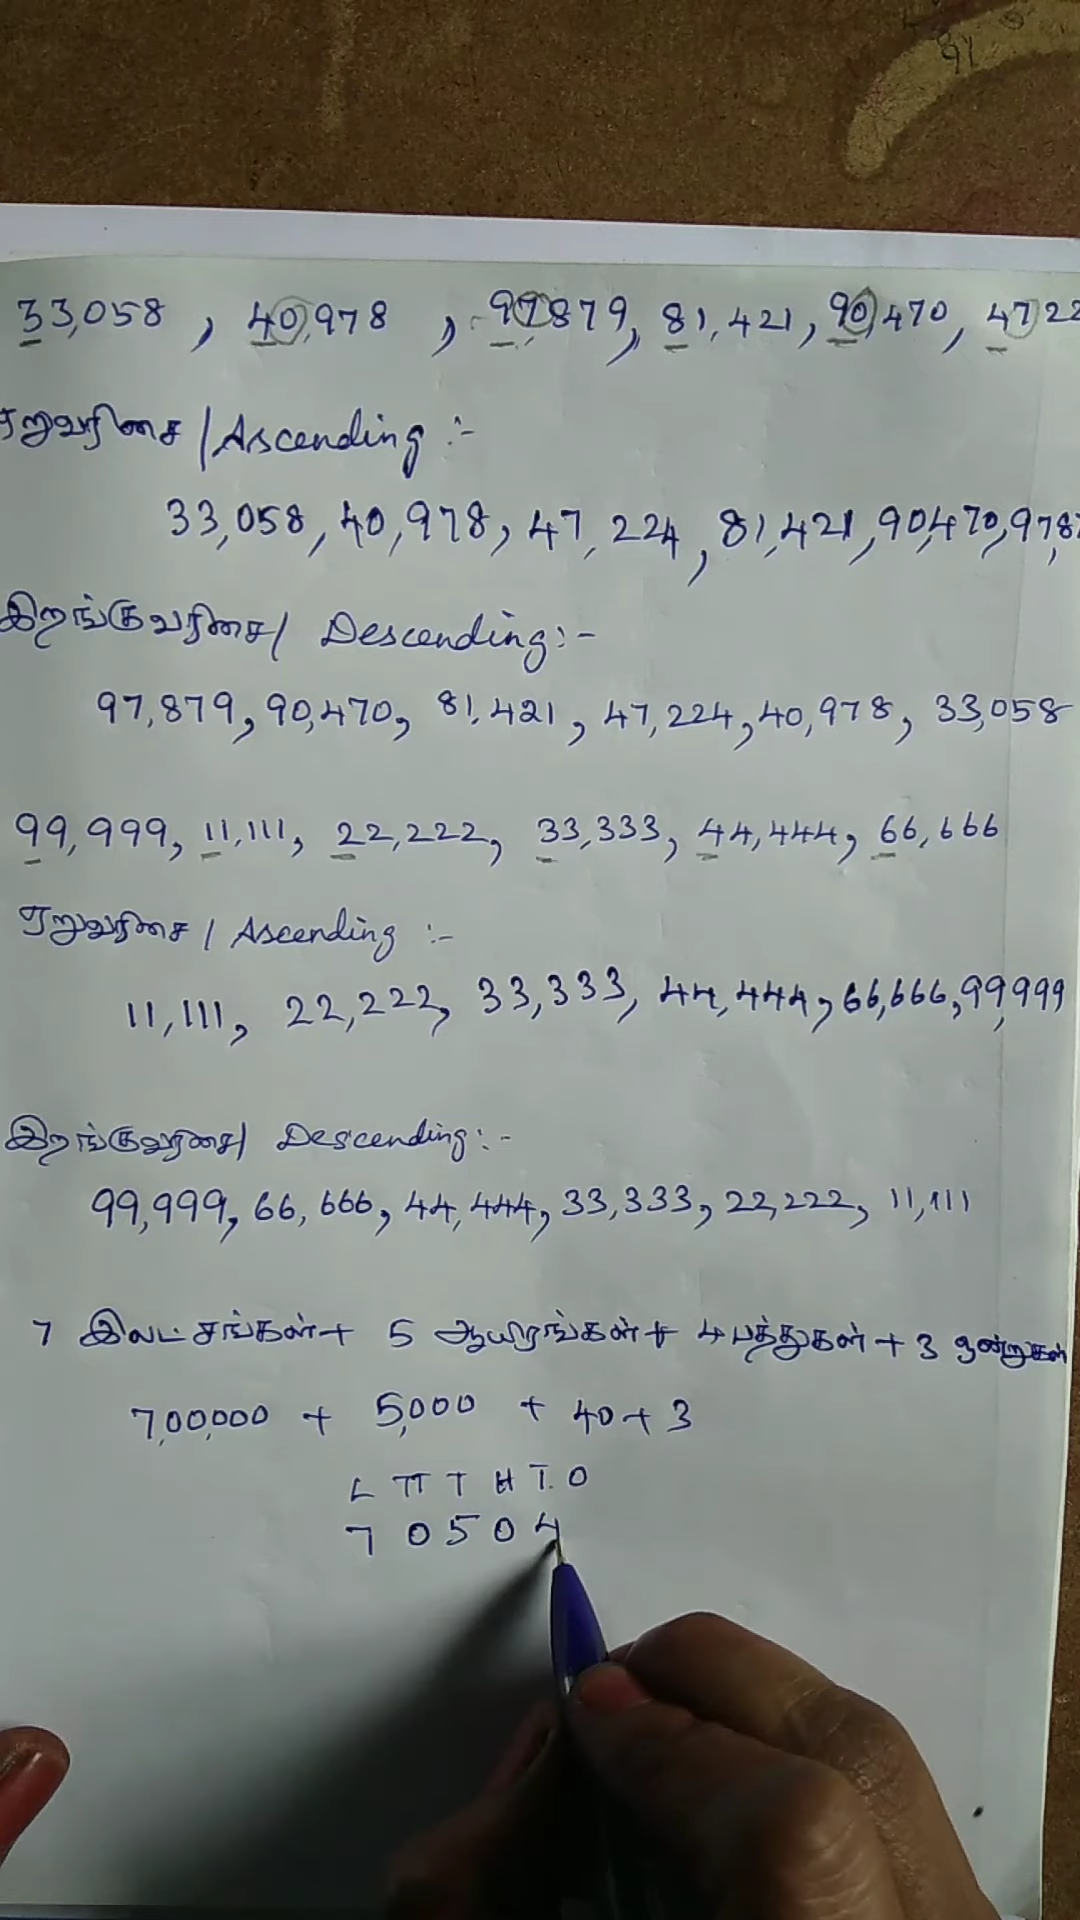 33,058 , 40,978 , 97879, 81,421, 90,470, 4722
ஏறுவரிசை / Ascending :-
33,058, 40,978, 47,224, 81,421, 90,470, 97,87
இறங்குவரிசை / Descending :-
97,879, 90,470, 81,421, 47,224, 40,978, 33,058
99,999, 11,111, 22,222, 33,333, 44,444, 66,666
ஏறுவரிசை / Ascending :-
11,111, 22,222, 33,333, 44,444, 66,666, 99,999
இறங்குவரிசை / Descending :-
99,999, 66,666, 44,444, 33,333, 22,222, 11,111
7 இலட்சங்கள் + 5 ஆயிரங்கள் + 4 பத்துகள் + 3 ஒன்றுகள்
7,00,000 + 5,000 + 40 + 3
L TT T H T. O
7 0 5 0 4